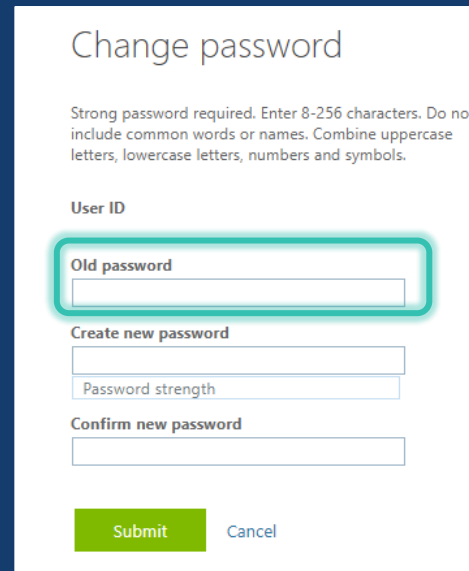 Change password
Strong password required. Enter 8-256 characters. Do no
include common words or names. Combine uppercase
letters, lowercase letters, numbers and symbols.
User ID
Old password
Create new password
Password strength
Confirm new password
Submit Cancel